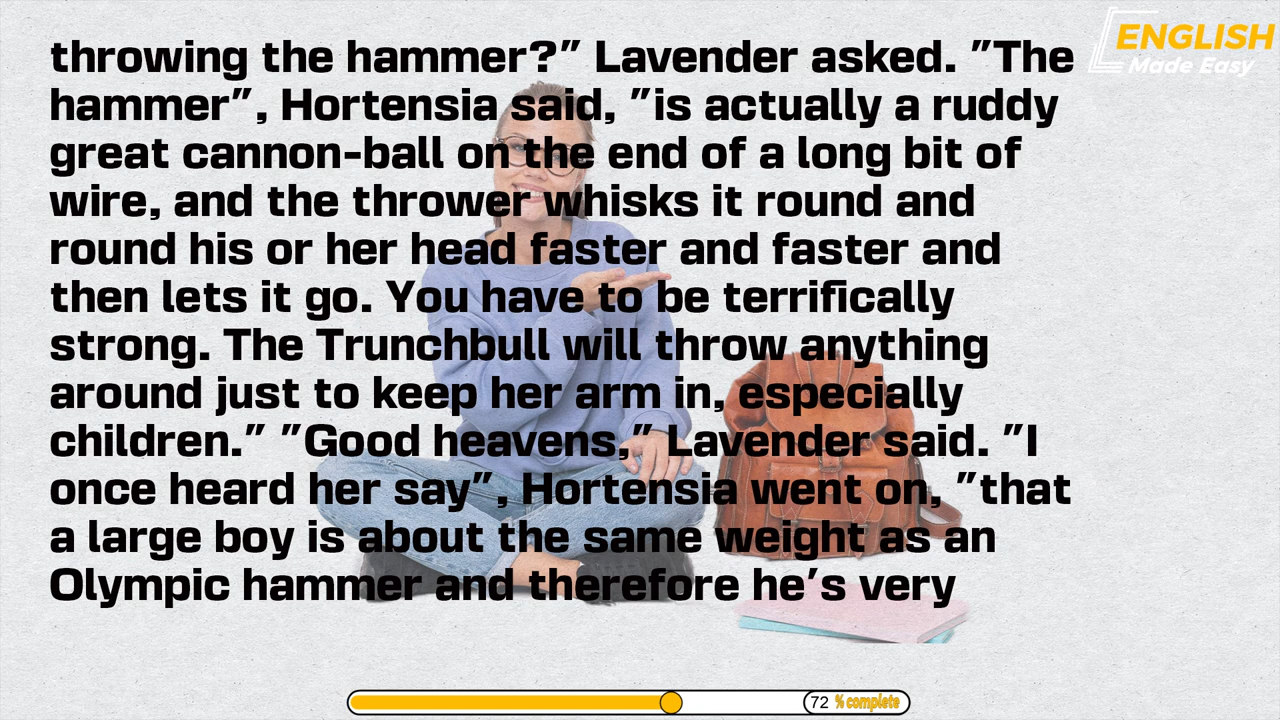 ENGLISH
Made Easy
throwing the hammer?" Lavender asked. "The
hammer", Hortensia said, "is actually a ruddy
great cannon-ball on the end of a long bit of
wire, and the thrower whisks it round and
round his or her head faster and faster and
then lets it go. You have to be terrifically
strong. The Trunchbull will throw anything
around just to keep her arm in, especially
children." "Good heavens," Lavender said. "I
once heard her say", Hortensia went on, "that
a large boy is about the same weight as an
Olympic hammer and therefore he's very
72 % complete